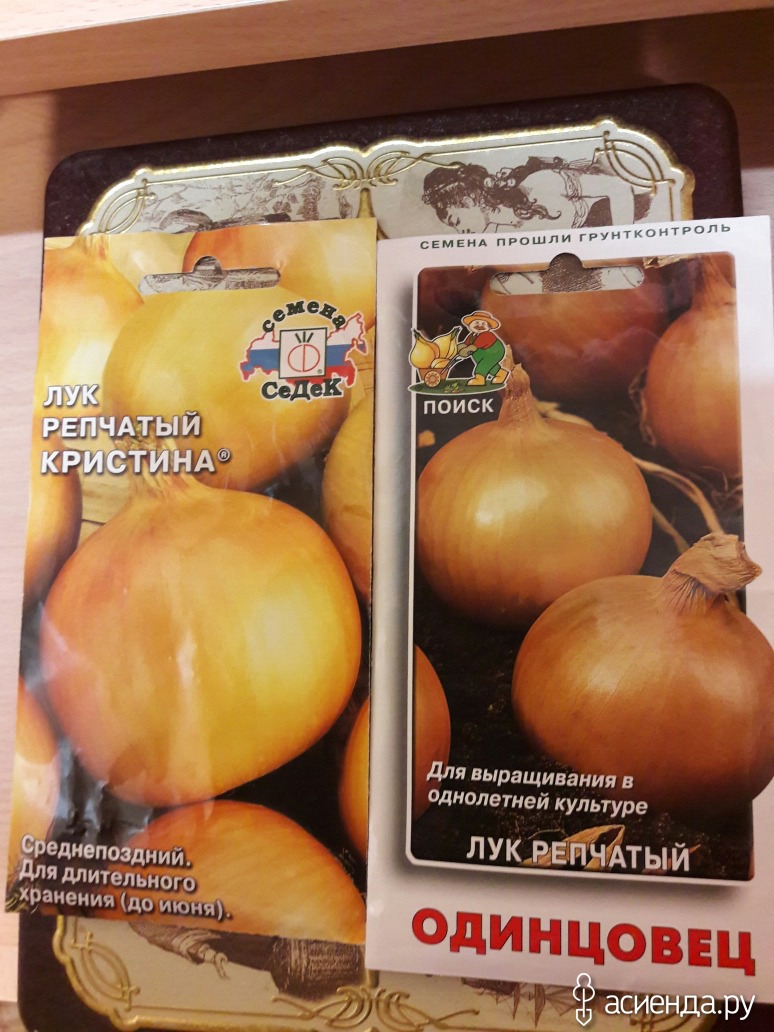 семена
СеДеК
ЛУК
РЕПЧАТЫЙ
КРИСТИНА®
Среднепоздний.
Для длительного
хранения (до июня).
СЕМЕНА ПРОШЛИ ГРУНТКОНТРОЛЬ
ПОИСК
Для выращивания в
однолетней культуре
ЛУК РЕПЧАТЫЙ
ОДИНЦОВЕЦ
асиенда.ру